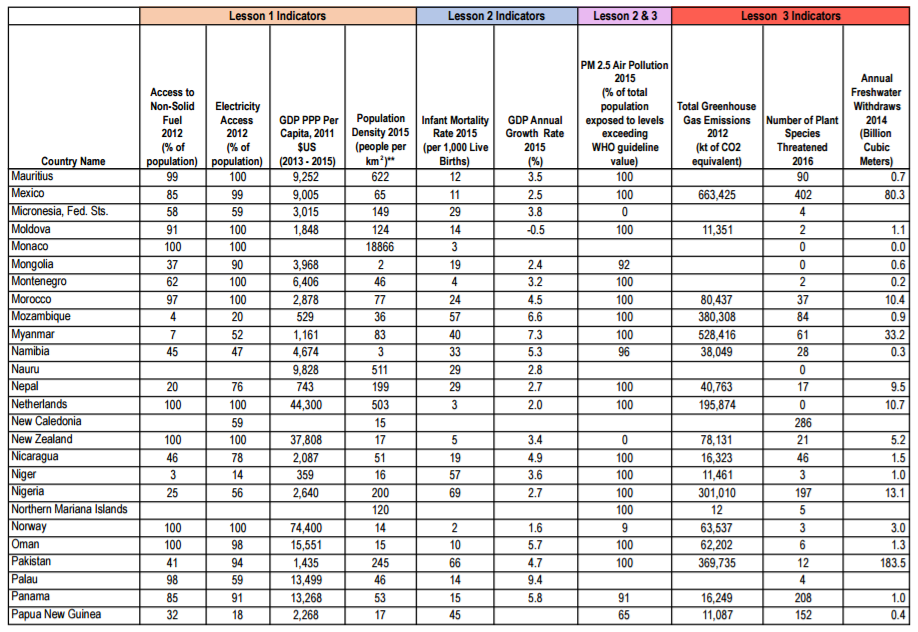 Lesson 1 Indicators Lesson 2 Indicators Lesson 2 & 3 Lesson 3 Indicators
Country Name Access to Non-Solid Fuel 2012 (% of population) Electricity Access 2012 (% of population) GDP PPP Per Capita, 2011 $US (2013 - 2015) Population Density 2015 (people per km²)** Infant Mortality Rate 2015 (per 1,000 Live Births) GDP Annual Growth Rate 2015 (%) PM 2.5 Air Pollution 2015 (% of total population exposed to levels exceeding WHO guideline value) Total Greenhouse Gas Emissions 2012 (kt of CO2 equivalent) Number of Plant Species Threatened 2016 Annual Freshwater Withdraws 2014 (Billion Cubic Meters)
Mauritius 99 100 9,252 622 12 3.5 100 90 0.7
Mexico 85 99 9,005 65 11 2.5 100 663,425 402 80.3
Micronesia, Fed. Sts. 58 59 3,015 149 29 3.8 0 4
Moldova 91 100 1,848 124 14 -0.5 100 11,351 2 1.1
Monaco 100 100 18866 3 0 0.0
Mongolia 37 90 3,968 2 19 2.4 92 0 0.6
Montenegro 62 100 6,406 46 4 3.2 100 2 0.2
Morocco 97 100 2,878 77 24 4.5 100 80,437 37 10.4
Mozambique 4 20 529 36 57 6.6 100 380,308 84 0.9
Myanmar 7 52 1,161 83 40 7.3 100 528,416 61 33.2
Namibia 45 47 4,674 3 33 5.3 96 38,049 28 0.3
Nauru 9,828 511 29 2.8 0
Nepal 20 76 743 199 29 2.7 100 40,763 17 9.5
Netherlands 100 100 44,300 503 3 2.0 100 195,874 0 10.7
New Caledonia 59 15 286
New Zealand 100 100 37,808 17 5 3.4 0 78,131 21 5.2
Nicaragua 46 78 2,087 51 19 4.9 100 16,323 46 1.5
Niger 3 14 359 16 57 3.6 100 11,461 3 1.0
Nigeria 25 56 2,640 200 69 2.7 100 301,010 197 13.1
Northern Mariana Islands 120 100 12 5
Norway 100 100 74,400 14 2 1.6 9 63,537 3 3.0
Oman 100 98 15,551 15 10 5.7 100 62,202 6 1.3
Pakistan 41 94 1,435 245 66 4.7 100 369,735 12 183.5
Palau 98 59 13,499 46 14 9.4 4
Panama 85 91 13,268 53 15 5.8 91 16,249 208 1.0
Papua New Guinea 32 18 2,268 17 45 65 11,087 152 0.4